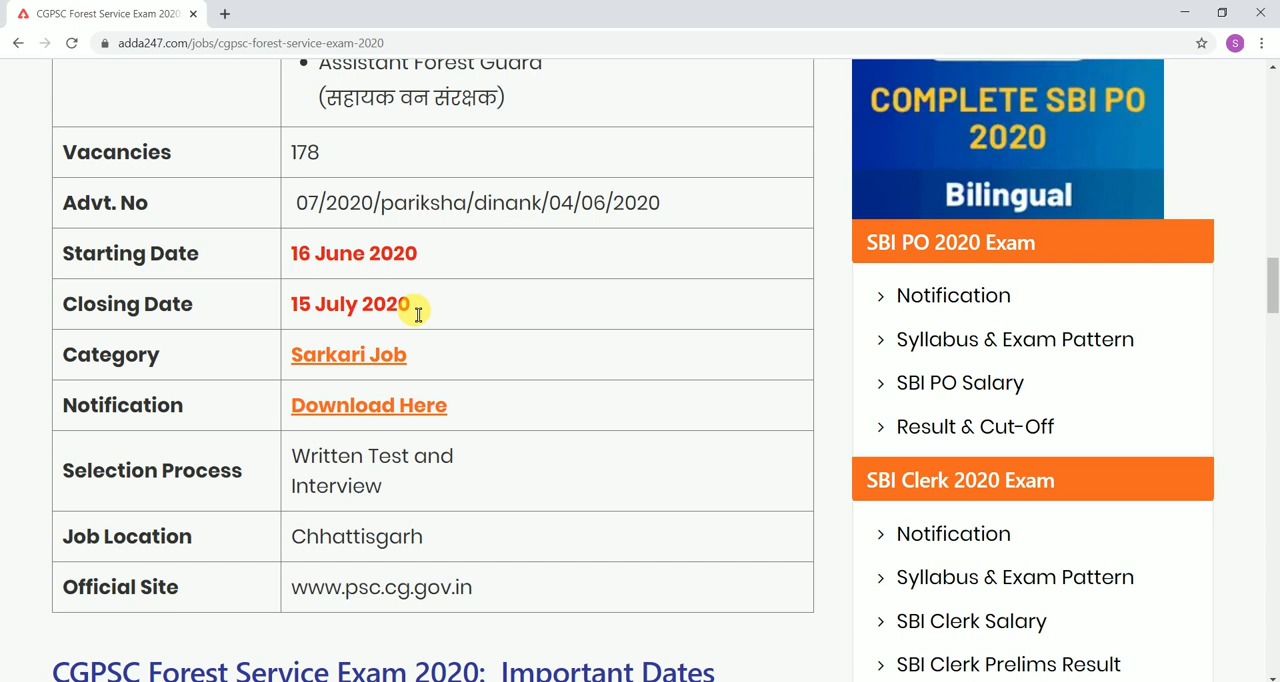 CGPSC Forest Service Exam 2020
adda247.com/jobs/cgpsc-forest-service-exam-2020
S
Assistant Forest Guard
(सहायक वन संरक्षक)
Vacancies 178
Advt. No 07/2020/pariksha/dinank/04/06/2020
Starting Date 16 June 2020
Closing Date 15 July 2020
Category Sarkari Job
Notification Download Here
Selection Process Written Test and
Interview
Job Location Chhattisgarh
Official Site www.psc.cg.gov.in
CGPSC Forest Service Exam 2020: Important Dates
COMPLETE SBI PO
2020
Bilingual
SBI PO 2020 Exam
Notification
Syllabus & Exam Pattern
SBI PO Salary
Result & Cut-Off
SBI Clerk 2020 Exam
Notification
Syllabus & Exam Pattern
SBI Clerk Salary
SBI Clerk Prelims Result